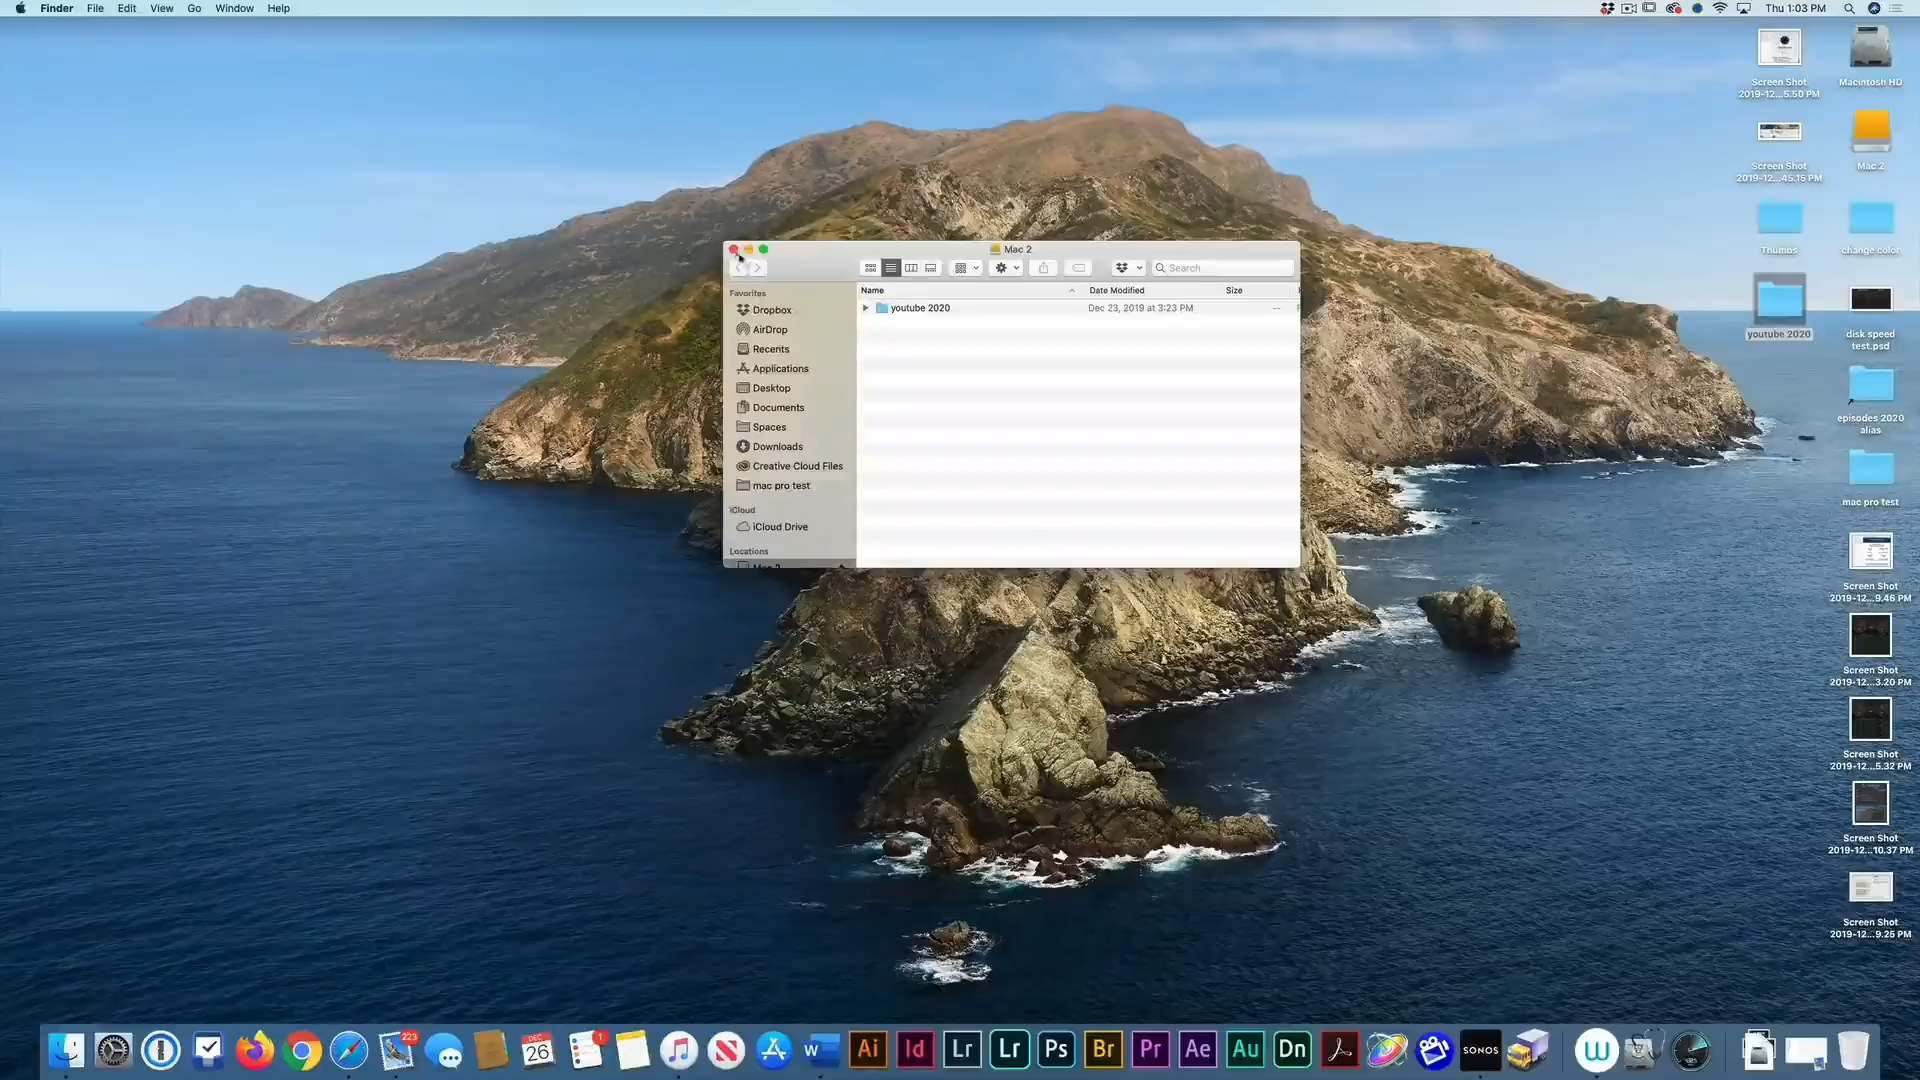 Finder File Edit View Go Window Help
Thu 1:03 PM
Screen Shot
2019-12...5.50 PM
Macintosh HD
Screen Shot
2019-12...45.15 PM
Mac 2
Thumbs
change color
youtube 2020
disk speed
test.psd
episodes 2020
alias
mac pro test
Screen Shot
2019-12...9.46 PM
Screen Shot
2019-12...3.20 PM
Screen Shot
2019-12...5.32 PM
Screen Shot
2019-12...10.37 PM
Screen Shot
2019-12...9.25 PM
Mac 2
Search
Favorites
Dropbox
AirDrop
Recents
Applications
Desktop
Documents
Spaces
Downloads
Creative Cloud Files
mac pro test
iCloud
iCloud Drive
Locations
Mac 2
Name Date Modified Size
youtube 2020 Dec 23, 2019 at 3:23 PM --
223
DEC
26
1
W
Ai
Id
Lr
Lr
Ps
Br
Pr
Ae
Au
Dn
SONOS